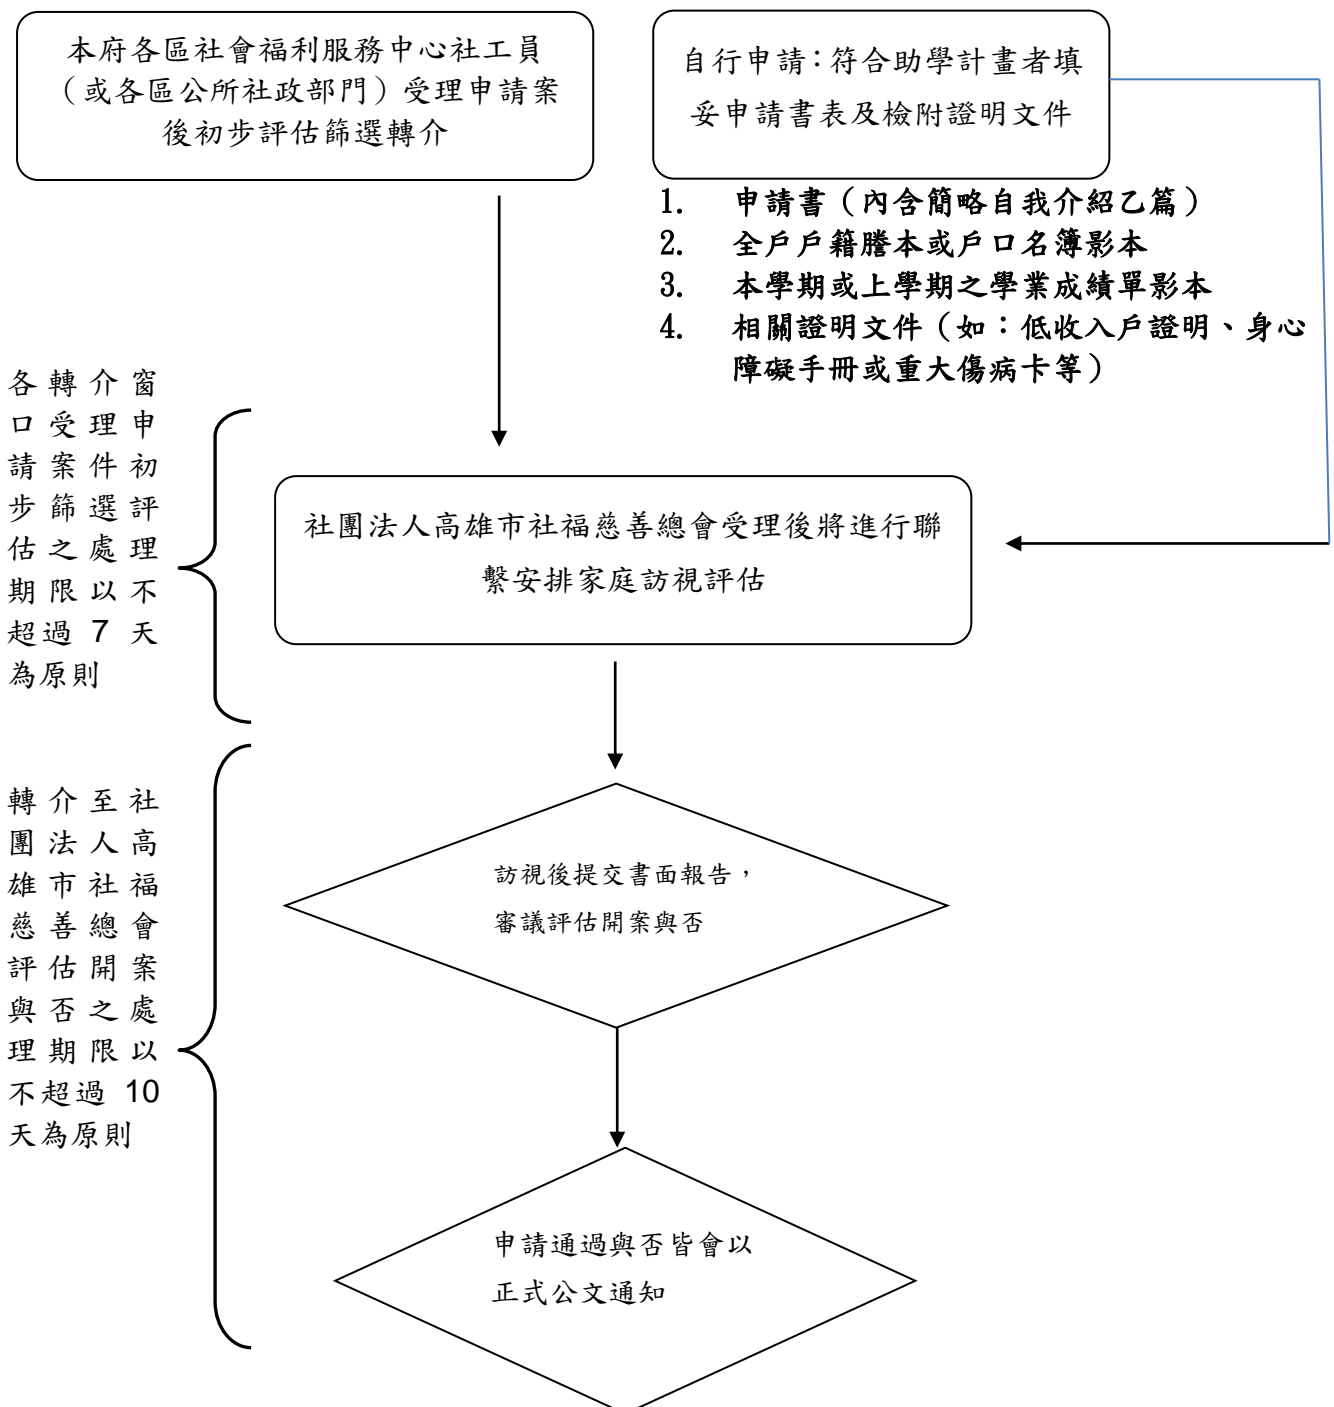 本府各區社會福利服務中心社工員
（或各區公所社政部門）受理申請案
後初步評估篩選轉介
自行申請：符合助學計畫者填
妥申請書表及檢附證明文件
1. 申請書（內含簡略自我介紹乙篇）
2. 全戶戶籍謄本或戶口名簿影本
3. 本學期或上學期之學業成績單影本
4. 相關證明文件（如：低收入戶證明、身心
障礙手冊或重大傷病卡等）
各轉介窗
口受理申
請案件初
步篩選評
估之處理
期限以不
超過 7 天
為原則
社團法人高雄市社福慈善總會受理後將進行聯
繫安排家庭訪視評估
轉介至社
團法人高
雄市社福
慈善總會
評估開案
與否之處
理期限以
不超過 10
天為原則
訪視後提交書面報告，
審議評估開案與否
申請通過與否皆會以
正式公文通知